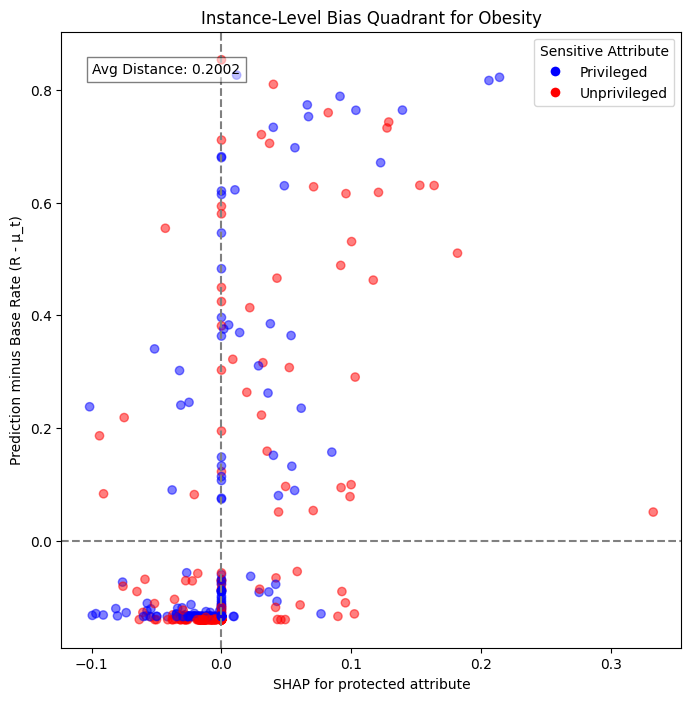 Instance-Level Bias Quadrant for Obesity
Avg Distance: 0.2002
Sensitive Attribute
Privileged
Unprivileged
Prediction minus Base Rate (R - μ_t)
0.8
0.6
0.4
0.2
0.0
−0.1
0.0
0.1
0.2
0.3
SHAP for protected attribute